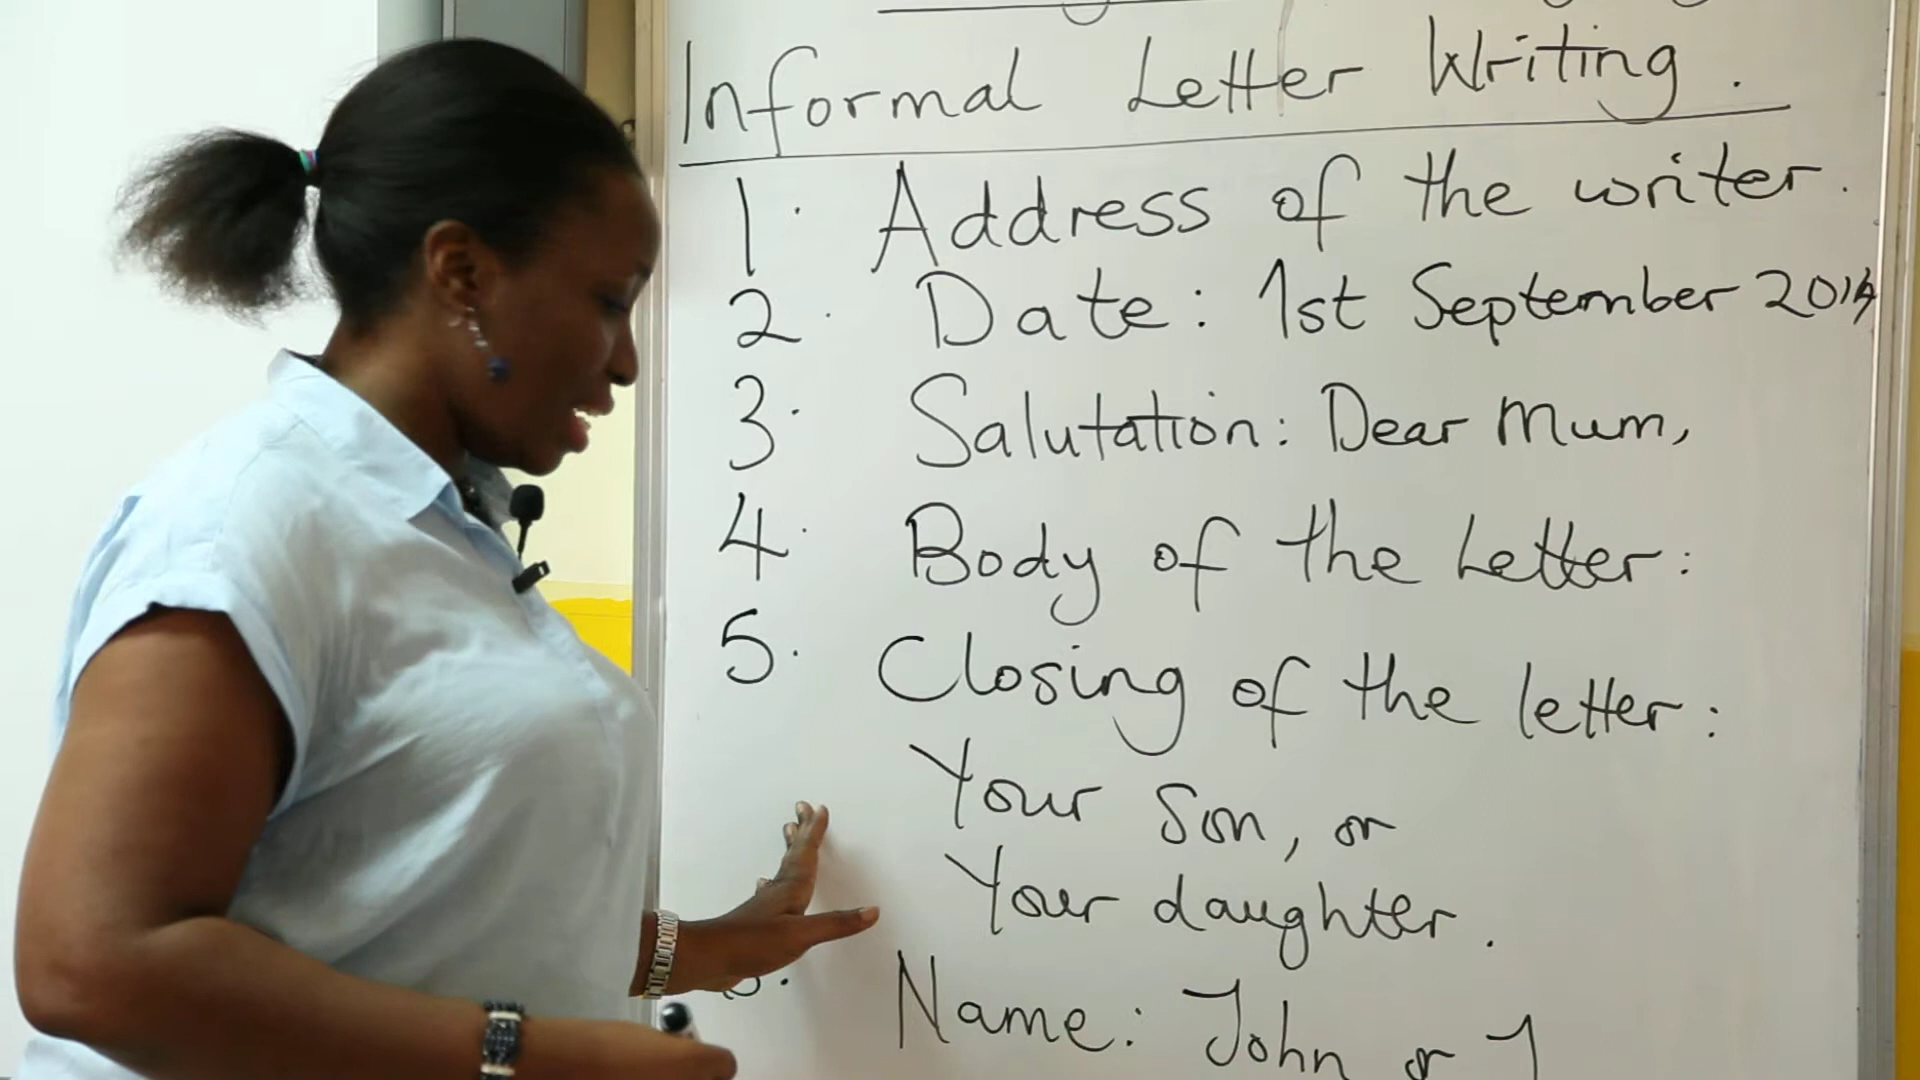 Informal Letter Writing.
1. Address of the writer.
2. Date: 1st September 2014
3. Salutation: Dear Mum,
4. Body of the Letter:
5. Closing of the letter:
Your Son, or
Your daughter.
Name: John or